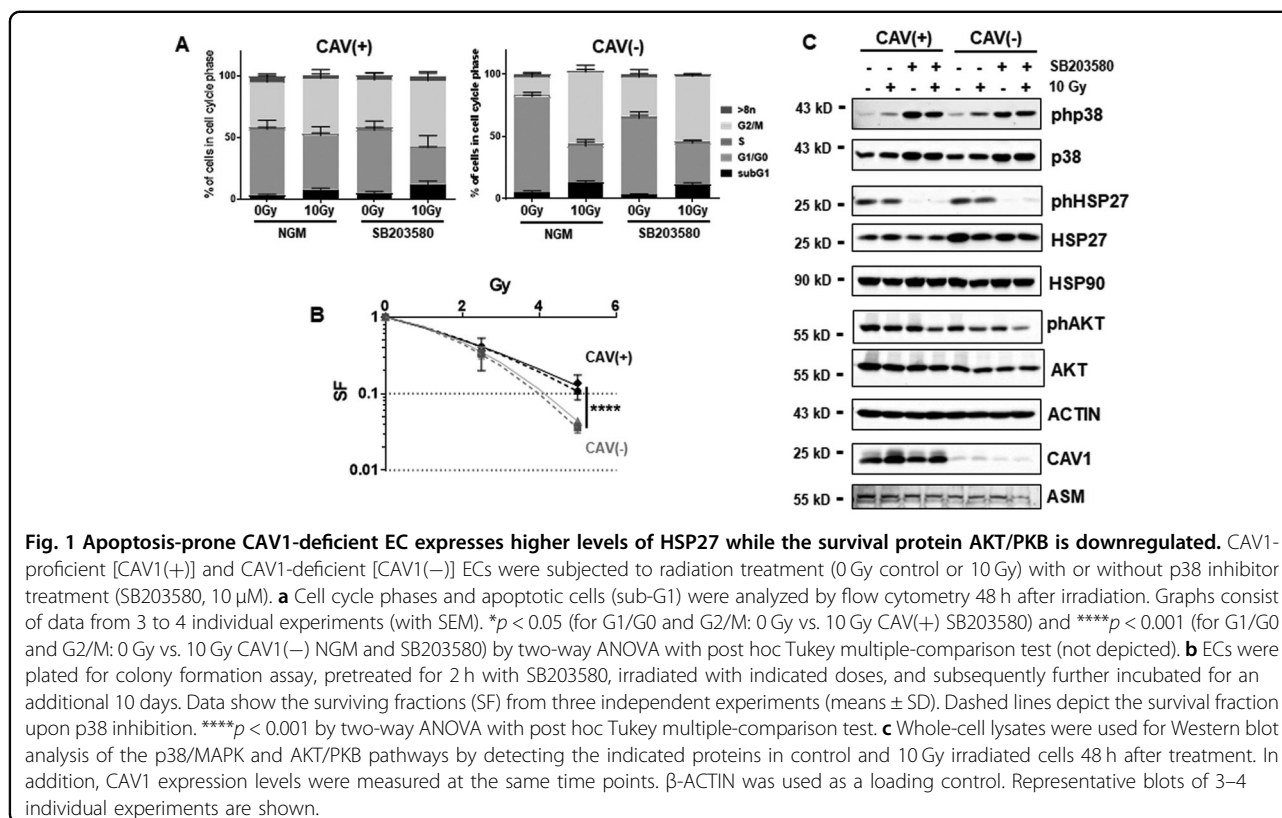 A
CAV(+)
CAV(-)
% of cells in cell cylcle phase
100
50
0
0Gy 10Gy 0Gy 10Gy
NGM SB203580
% of cells in cell cycle phase
100
50
0
0Gy 10Gy 0Gy 10Gy
NGM SB203580
>8n
G2/M
S
G1/G0
subG1
B
Gy
0 2 4 6
SF
1
0.1
0.01
CAV(+)
****
CAV(-)
C
CAV(+) CAV(-)
- - + + - - + + SB203580
- + - + - + - + 10 Gy
43 kD - php38
43 kD - p38
25 kD - phHSP27
25 kD - HSP27
90 kD - HSP90
55 kD - phAKT
55 kD - AKT
43 kD - ACTIN
25 kD - CAV1
55 kD - ASM
Fig. 1 Apoptosis-prone CAV1-deficient EC expresses higher levels of HSP27 while the survival protein AKT/PKB is downregulated. CAV1-
proficient [CAV1(+)] and CAV1-deficient [CAV1(−)] ECs were subjected to radiation treatment (0 Gy control or 10 Gy) with or without p38 inhibitor
treatment (SB203580, 10 μM). a Cell cycle phases and apoptotic cells (sub-G1) were analyzed by flow cytometry 48 h after irradiation. Graphs consist
of data from 3 to 4 individual experiments (with SEM). *p < 0.05 (for G1/G0 and G2/M: 0 Gy vs. 10 Gy CAV(+) SB203580) and ****p < 0.001 (for G1/G0
and G2/M: 0 Gy vs. 10 Gy CAV1(−) NGM and SB203580) by two-way ANOVA with post hoc Tukey multiple-comparison test (not depicted). b ECs were
plated for colony formation assay, pretreated for 2 h with SB203580, irradiated with indicated doses, and subsequently further incubated for an
additional 10 days. Data show the surviving fractions (SF) from three independent experiments (means ± SD). Dashed lines depict the survival fraction
upon p38 inhibition. ****p < 0.001 by two-way ANOVA with post hoc Tukey multiple-comparison test. c Whole-cell lysates were used for Western blot
analysis of the p38/MAPK and AKT/PKB pathways by detecting the indicated proteins in control and 10 Gy irradiated cells 48 h after treatment. In
addition, CAV1 expression levels were measured at the same time points. β-ACTIN was used as a loading control. Representative blots of 3–4
individual experiments are shown.